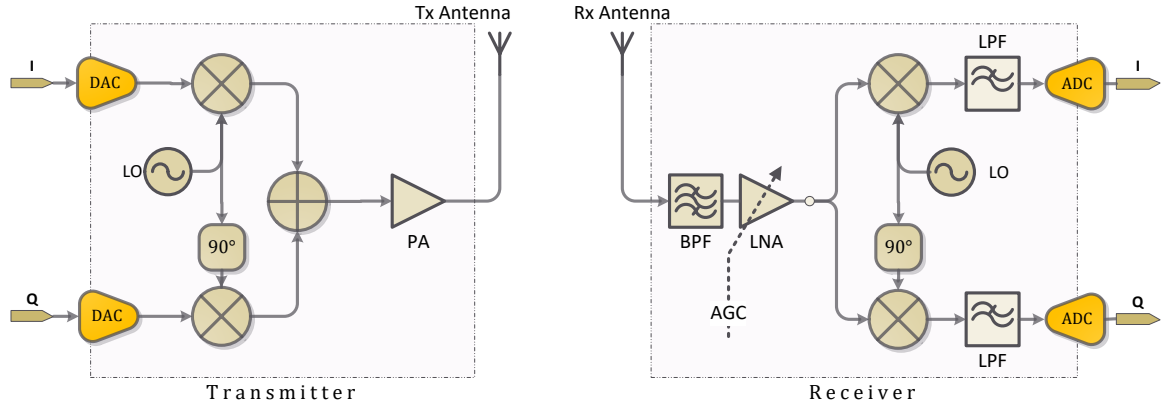 Tx Antenna
I
DAC
LO
90°
PA
Q
DAC
Transmitter
Rx Antenna
LPF
I
ADC
LO
BPF
LNA
90°
AGC
Q
ADC
LPF
Receiver